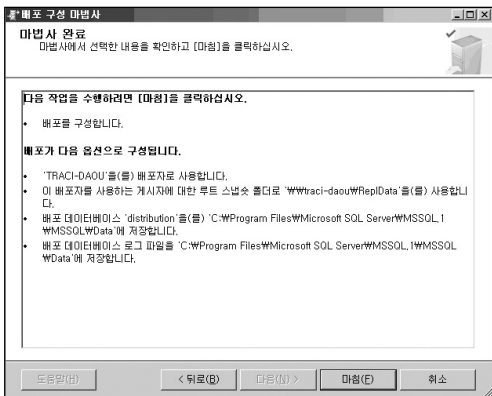 배포 구성 마법사
마법사 완료
마법사에서 선택한 내용을 확인하고 [마침]을 클릭하십시오.
다음 작업을 수행하려면 [마침]을 클릭하십시오.
• 배포를 구성합니다.
배포가 다음 옵션으로 구성됩니다.
• 'TRACI-DAOU'을(를) 배포자로 사용합니다.
• 이 배포자를 사용하는 게시자에 대한 루트 스냅숏 폴더로 '₩₩traci-daou₩ReplData'을(를) 사용합니
다.
• 배포 데이터베이스 'distribution'을(를) 'C:₩Program Files₩Microsoft SQL Server₩MSSQL.1
₩MSSQL₩Data'에 저장합니다.
• 배포 데이터베이스 로그 파일을 'C:₩Program Files₩Microsoft SQL Server₩MSSQL.1₩MSSQL
₩Data'에 저장합니다.
도움말(H) < 뒤로(B) 다음(N) > 마침(F) 취소